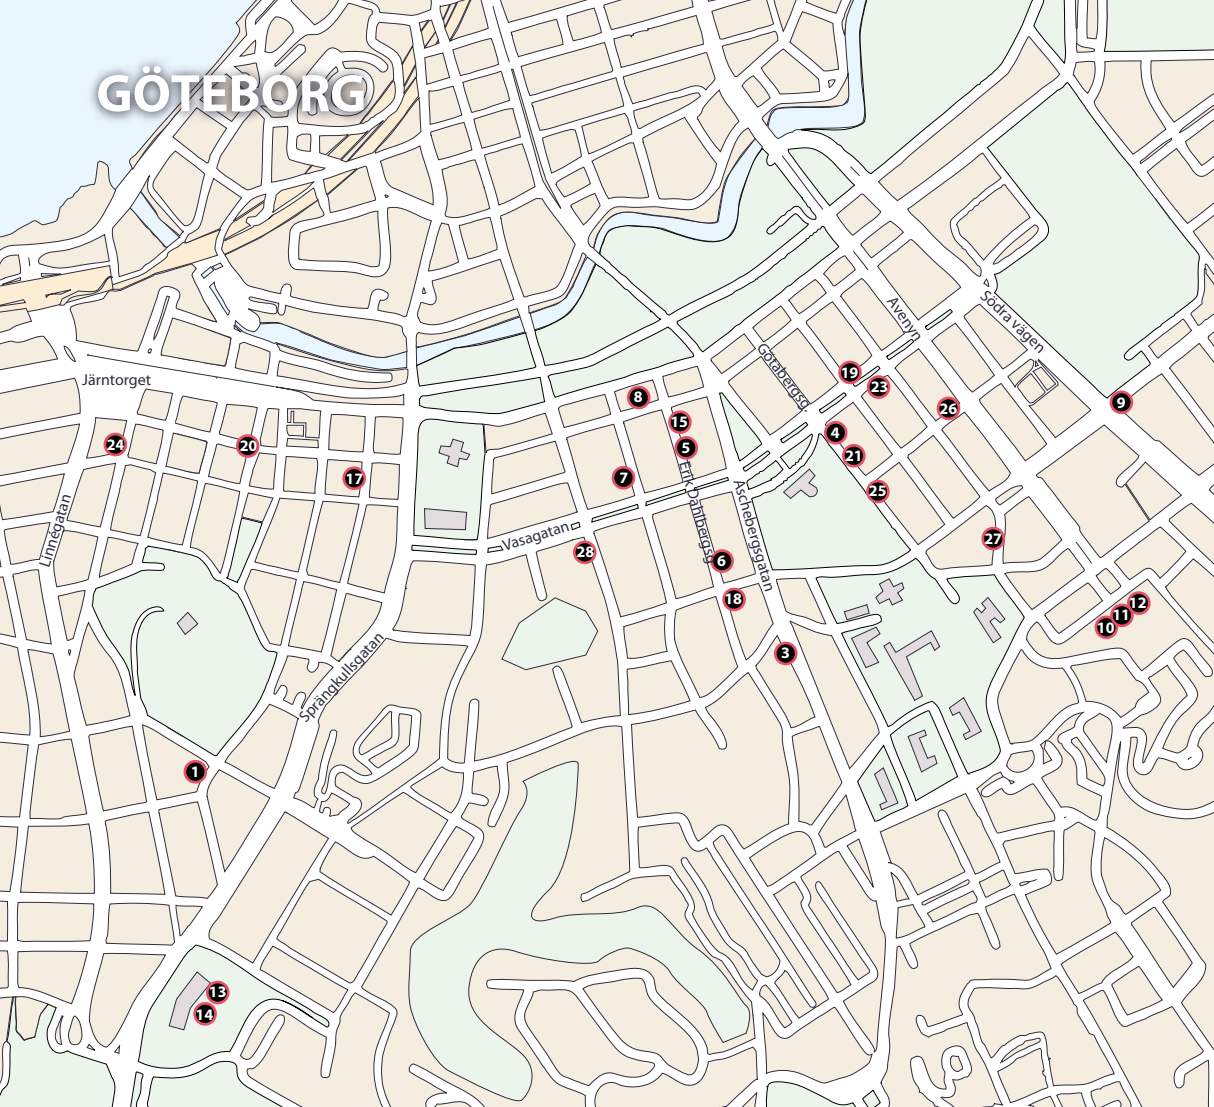 GÖTEBORG
Södra vägen
Avenyn
Götabergsg.
Järntorget
19
23
8
9
26
15
4
24
20
5
21
17
7
25
Erik Dahlbergsg
Aschebergsgatan
Linnégatan
Vasagatan
27
28
6
18
12
11
10
Sprängkullsgatan
3
1
13
14